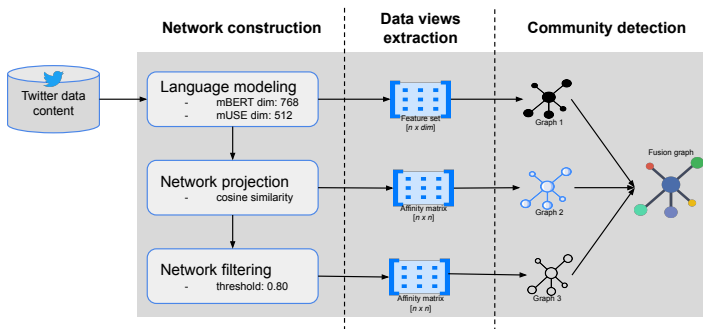 Network construction
Data views
extraction
Community detection
Twitter data
content
Language modeling
- mBERT dim: 768
- mUSE dim: 512
Feature set
[n x dim]
Graph 1
Network projection
- cosine similarity
Affinity matrix
[n x n]
Graph 2
Fusion graph
Network filtering
- threshold: 0.80
Affinity matrix
[n x n]
Graph 3